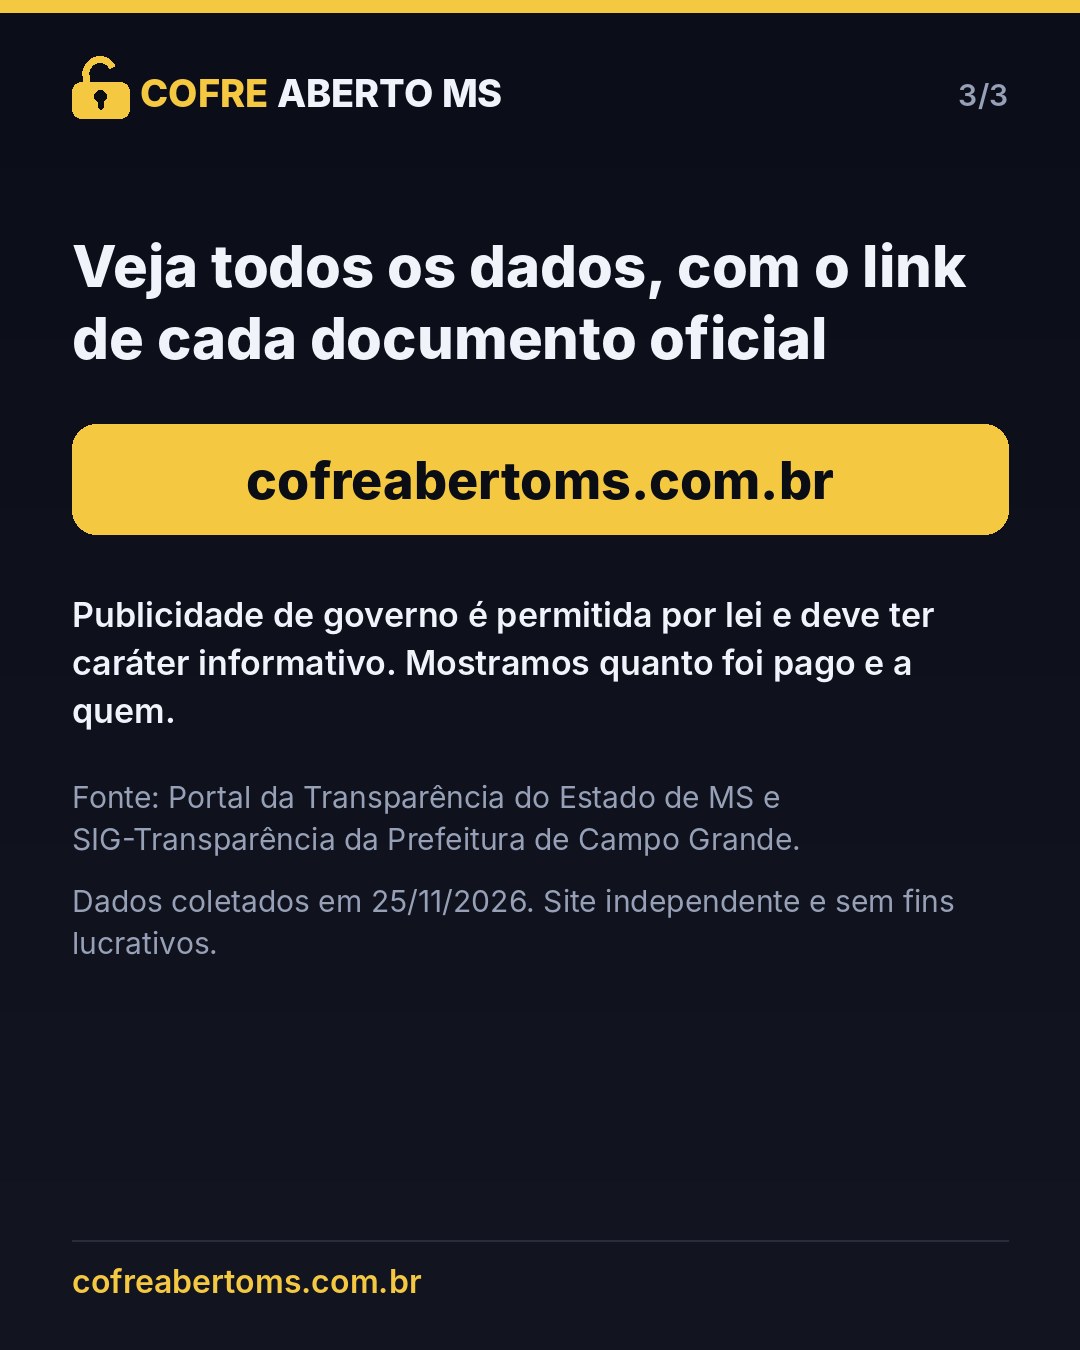 COFRE ABERTO MS
3/3
Veja todos os dados, com o link
de cada documento oficial
cofreabertoms.com.br
Publicidade de governo é permitida por lei e deve ter
caráter informativo. Mostramos quanto foi pago e a
quem.
Fonte: Portal da Transparência do Estado de MS e
SIG-Transparência da Prefeitura de Campo Grande.
Dados coletados em 25/11/2026. Site independente e sem fins
lucrativos.
cofreabertoms.com.br